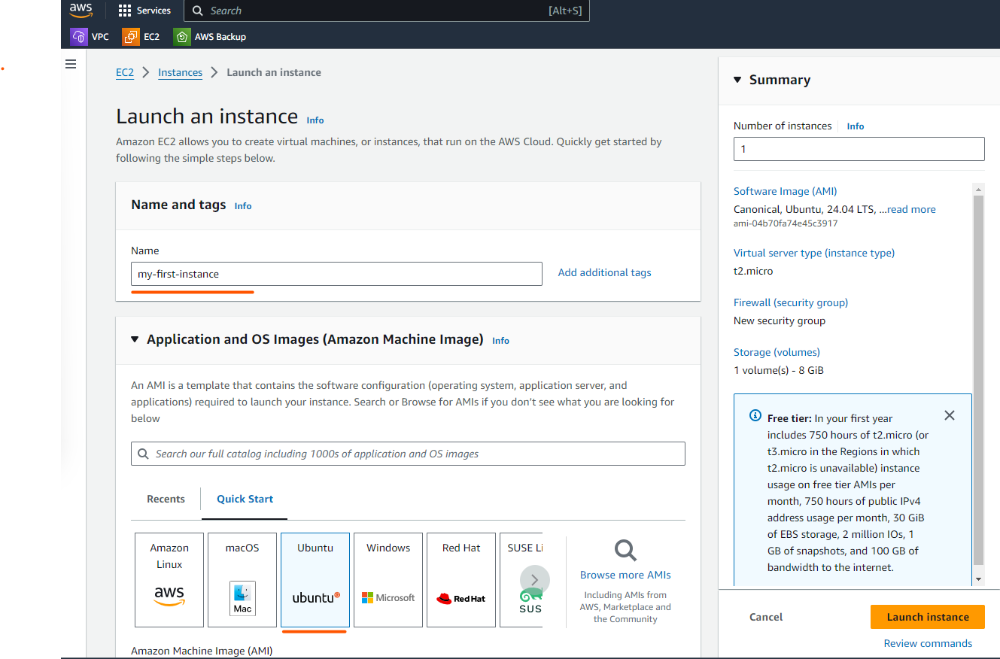 aws
Services
Search
[Alt+S]
VPC
EC2
AWS Backup
EC2 > Instances > Launch an instance
Launch an instance Info
Amazon EC2 allows you to create virtual machines, or instances, that run on the AWS Cloud. Quickly get started by
following the simple steps below.
Name and tags Info
Name
my-first-instance
Add additional tags
Application and OS Images (Amazon Machine Image) Info
An AMI is a template that contains the software configuration (operating system, application server, and
applications) required to launch your instance. Search or Browse for AMIs if you don't see what you are looking for
below
Search our full catalog including 1000s of application and OS images
Recents
Quick Start
Amazon
Linux
aws
macOS
Mac
Ubuntu
ubuntu
Windows
Microsoft
Red Hat
Red Hat
SUSE Li
SUS
Browse more AMIs
Including AMIs from
AWS, Marketplace and
the Community
Amazon Machine Image (AMI)
Summary
Number of instances Info
1
Software Image (AMI)
Canonical, Ubuntu, 24.04 LTS, ...read more
ami-04b70fa74e45c3917
Virtual server type (instance type)
t2.micro
Firewall (security group)
New security group
Storage (volumes)
1 volume(s) - 8 GiB
Free tier: In your first year
includes 750 hours of t2.micro (or
t3.micro in the Regions in which
t2.micro is unavailable) instance
usage on free tier AMIs per
month, 750 hours of public IPv4
address usage per month, 30 GiB
of EBS storage, 2 million IOs, 1
GB of snapshots, and 100 GB of
bandwidth to the internet.
Cancel
Launch instance
Review commands